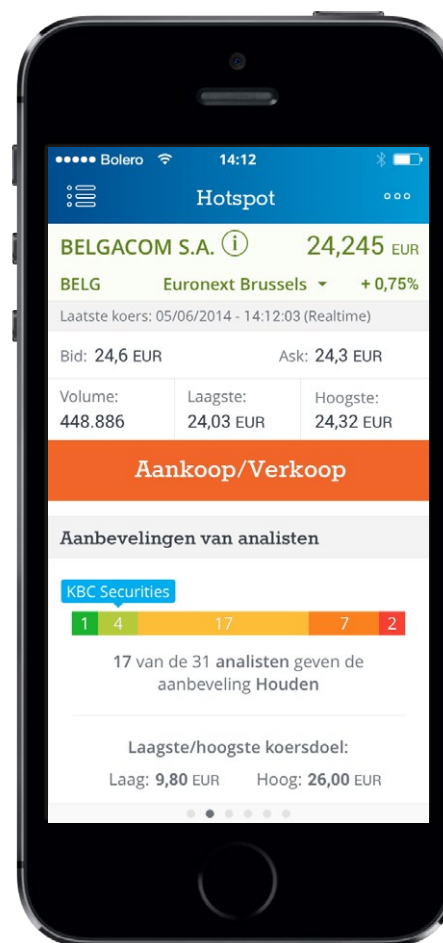 Bolero 14:12
Hotspot
BELGACOM S.A. i 24,245 EUR
BELG Euronext Brussels + 0,75%
Laatste koers: 05/06/2014 - 14:12:03 (Realtime)
Bid: 24,6 EUR Ask: 24,3 EUR
Volume: Laagste: Hoogste:
448.886 24,03 EUR 24,32 EUR
Aankoop/Verkoop
Aanbevelingen van analisten
KBC Securities
1 4 17 7 2
17 van de 31 analisten geven de
aanbeveling Houden
Laagste/hoogste koersdoel:
Laag: 9,80 EUR Hoog: 26,00 EUR